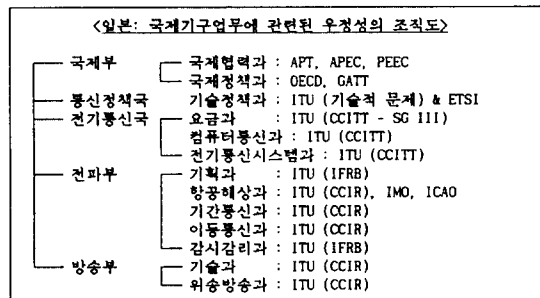 <일본: 국제기구업무에 관련된 우정성의 조직도>
국제부 국제협력과 : APT, APEC, PEEC
국제정책과 : OECD, GATT
통신정책국 기술정책과 : ITU (기술적 문제) & ETSI
전기통신국 요금과 : ITU (CCITT - SG III)
컴퓨터통신과 : ITU (CCITT)
전기통신시스템과 : ITU (CCITT)
전파부 기획과 : ITU (IFRB)
항공해상과 : ITU (CCIR), IMO, ICAO
기간통신과 : ITU (CCIR)
이동통신과 : ITU (CCIR)
감시감리과 : ITU (IFRB)
방송부 기술과 : ITU (CCIR)
위송방송과 : ITU (CCIR)